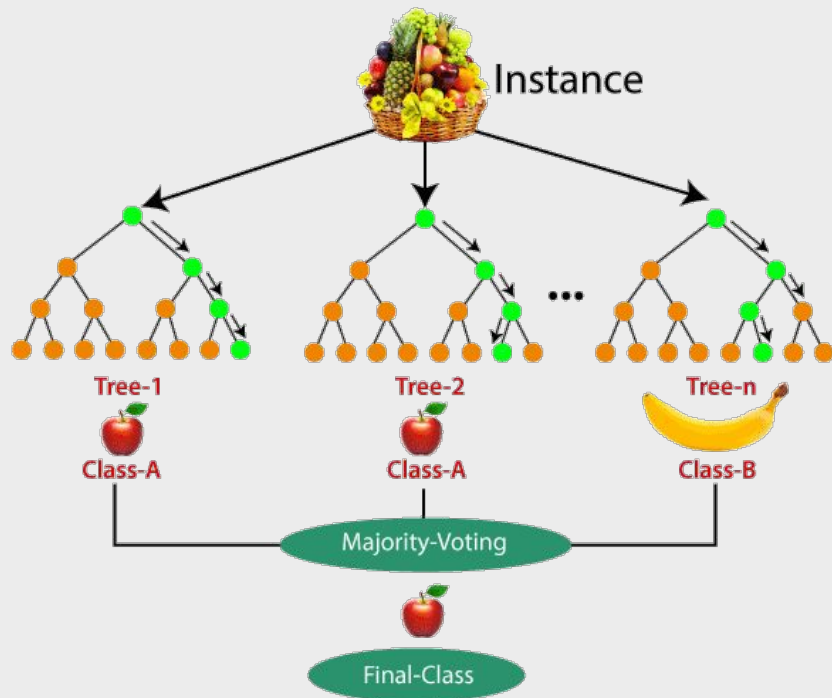 Instance
...
Tree-1
Tree-2
Tree-n
Class-A
Class-A
Class-B
Majority-Voting
Final-Class